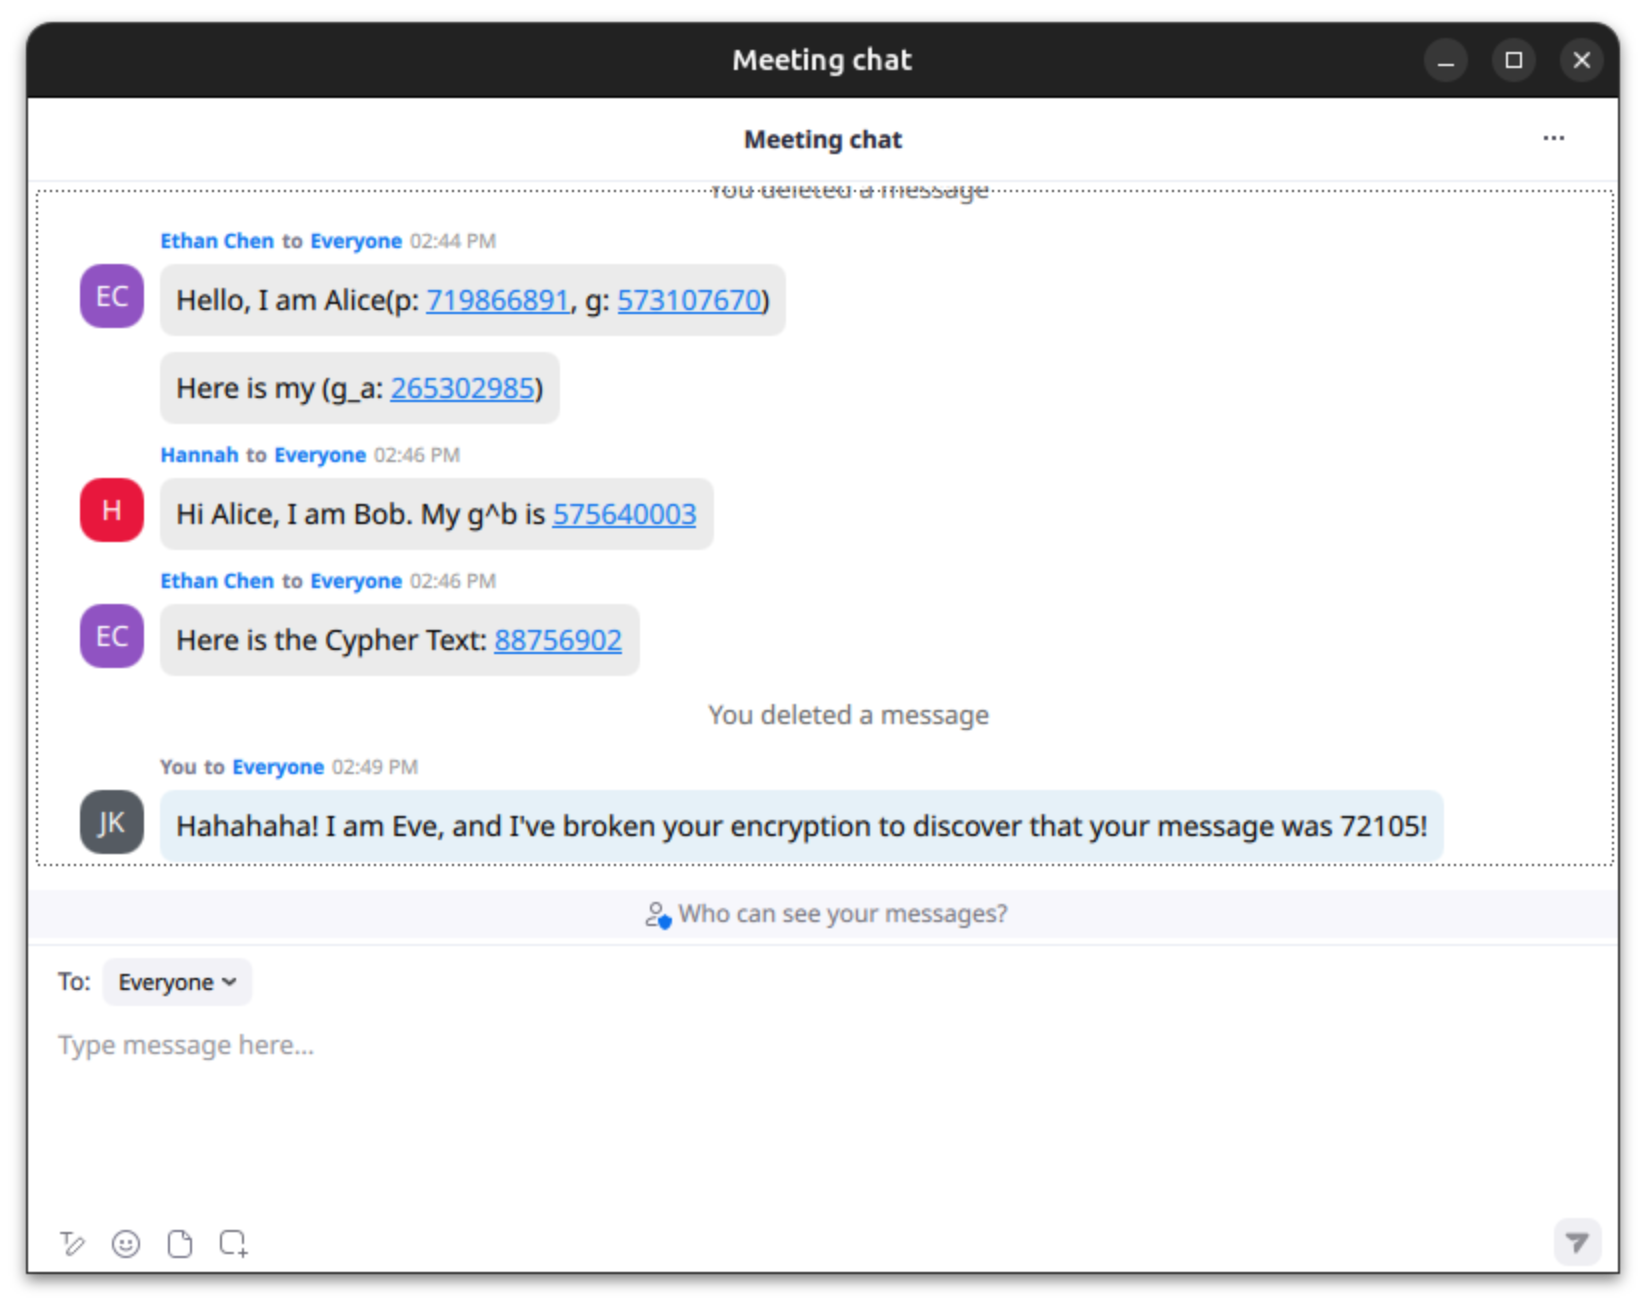 Meeting chat
Meeting chat
You deleted a message
Ethan Chen to Everyone 02:44 PM
EC
Hello, I am Alice(p: 719866891, g: 573107670)
Here is my (g_a: 265302985)
Hannah to Everyone 02:46 PM
H
Hi Alice, I am Bob. My g^b is 575640003
Ethan Chen to Everyone 02:46 PM
EC
Here is the Cypher Text: 88756902
You deleted a message
You to Everyone 02:49 PM
JK
Hahahaha! I am Eve, and I've broken your encryption to discover that your message was 72105!
Who can see your messages?
To: Everyone
Type message here...